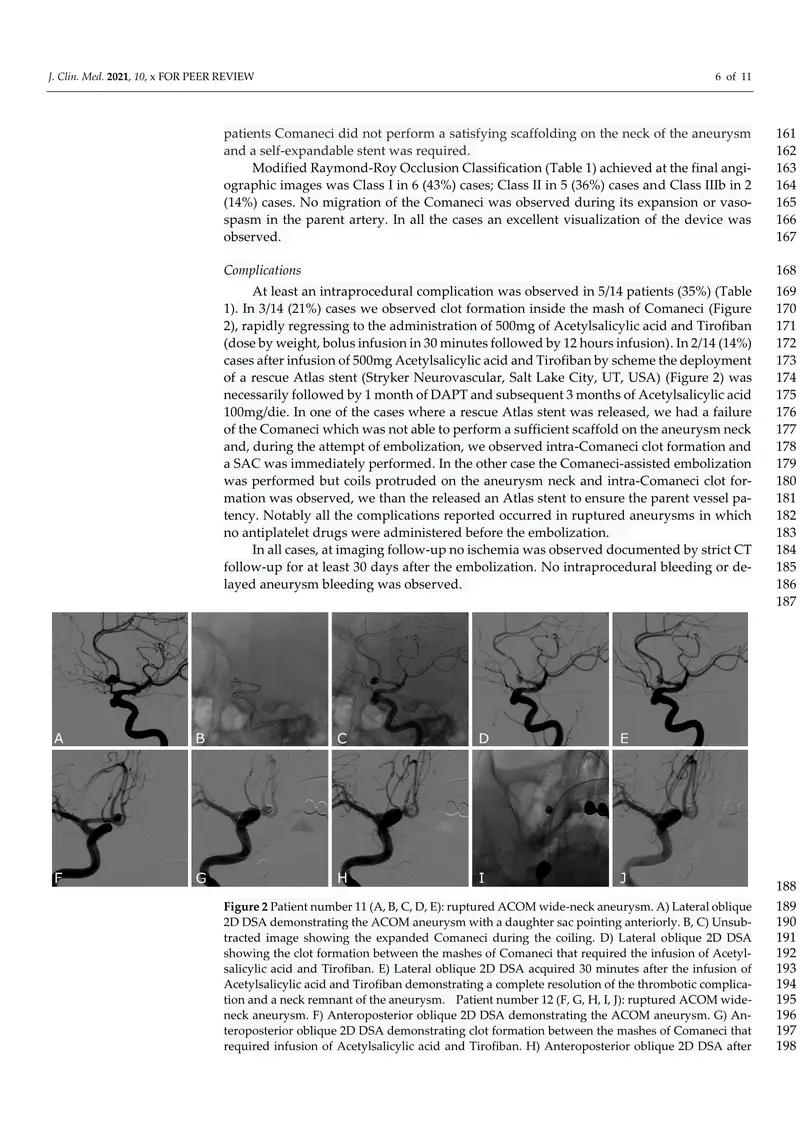 J. Clin. Med. 2021, 10, x FOR PEER REVIEW 6 of 11
patients Comaneci did not perform a satisfying scaffolding on the neck of the aneurysm 161
and a self-expandable stent was required. 162
Modified Raymond-Roy Occlusion Classification (Table 1) achieved at the final angi- 163
ographic images was Class I in 6 (43%) cases; Class II in 5 (36%) cases and Class IIIb in 2 164
(14%) cases. No migration of the Comaneci was observed during its expansion or vaso- 165
spasm in the parent artery. In all the cases an excellent visualization of the device was 166
observed. 167
Complications 168
At least an intraprocedural complication was observed in 5/14 patients (35%) (Table 169
1). In 3/14 (21%) cases we observed clot formation inside the mash of Comaneci (Figure 170
2), rapidly regressing to the administration of 500mg of Acetylsalicylic acid and Tirofiban 171
(dose by weight, bolus infusion in 30 minutes followed by 12 hours infusion). In 2/14 (14%) 172
cases after infusion of 500mg Acetylsalicylic acid and Tirofiban by scheme the deployment 173
of a rescue Atlas stent (Stryker Neurovascular, Salt Lake City, UT, USA) (Figure 2) was 174
necessarily followed by 1 month of DAPT and subsequent 3 months of Acetylsalicylic acid 175
100mg/die. In one of the cases where a rescue Atlas stent was released, we had a failure 176
of the Comaneci which was not able to perform a sufficient scaffold on the aneurysm neck 177
and, during the attempt of embolization, we observed intra-Comaneci clot formation and 178
a SAC was immediately performed. In the other case the Comaneci-assisted embolization 179
was performed but coils protruded on the aneurysm neck and intra-Comaneci clot for- 180
mation was observed, we than the released an Atlas stent to ensure the parent vessel pa- 181
tency. Notably all the complications reported occurred in ruptured aneurysms in which 182
no antiplatelet drugs were administered before the embolization. 183
In all cases, at imaging follow-up no ischemia was observed documented by strict CT 184
follow-up for at least 30 days after the embolization. No intraprocedural bleeding or de- 185
layed aneurysm bleeding was observed. 186
187
A B C D E
F G H I J
188
Figure 2 Patient number 11 (A, B, C, D, E): ruptured ACOM wide-neck aneurysm. A) Lateral oblique 189
2D DSA demonstrating the ACOM aneurysm with a daughter sac pointing anteriorly. B, C) Unsub- 190
tracted image showing the expanded Comaneci during the coiling. D) Lateral oblique 2D DSA 191
showing the clot formation between the mashes of Comaneci that required the infusion of Acetyl- 192
salicylic acid and Tirofiban. E) Lateral oblique 2D DSA acquired 30 minutes after the infusion of 193
Acetylsalicylic acid and Tirofiban demonstrating a complete resolution of the thrombotic complica- 194
tion and a neck remnant of the aneurysm. Patient number 12 (F, G, H, I, J): ruptured ACOM wide- 195
neck aneurysm. F) Anteroposterior oblique 2D DSA demonstrating the ACOM aneurysm. G) An- 196
teroposterior oblique 2D DSA demonstrating clot formation between the mashes of Comaneci that 197
required infusion of Acetylsalicylic acid and Tirofiban. H) Anteroposterior oblique 2D DSA after 198